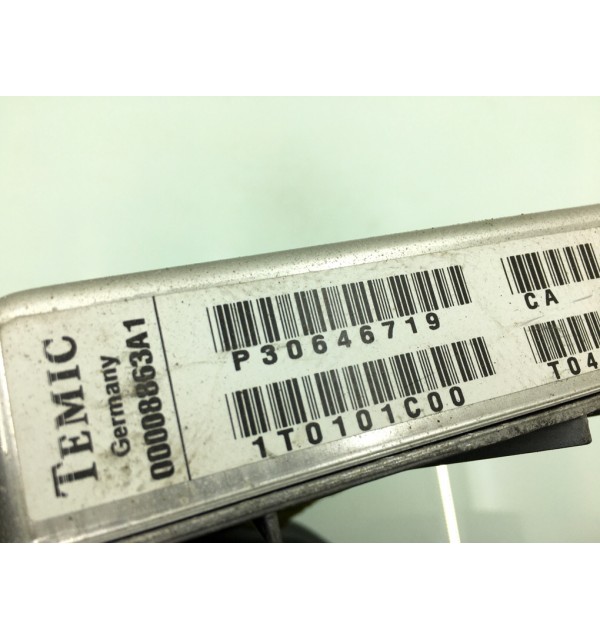 TEMIC
Germany
00008863A1
P30646719
1T0101C00
CA
T04